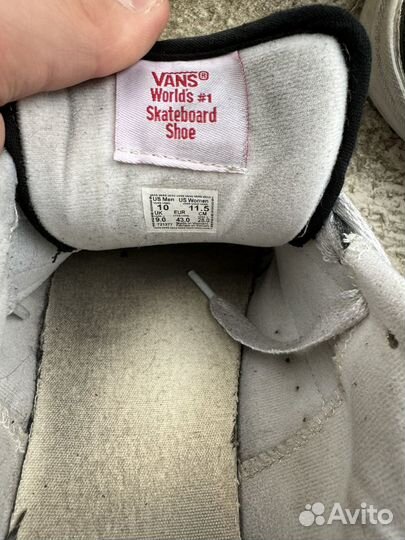 VANS®
World's #1
Skateboard
Shoe
US Men US Women
10 11.5
UK EUR CM
9.0 43.0 28.0
721277
Avito